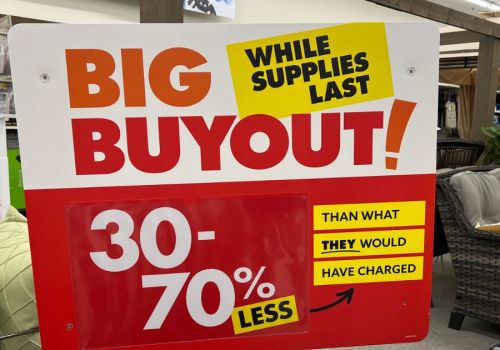 BIG
WHILE
SUPPLIES
LAST
BUYOUT!
30-
70%
LESS
THAN WHAT
THEY WOULD
HAVE CHARGED